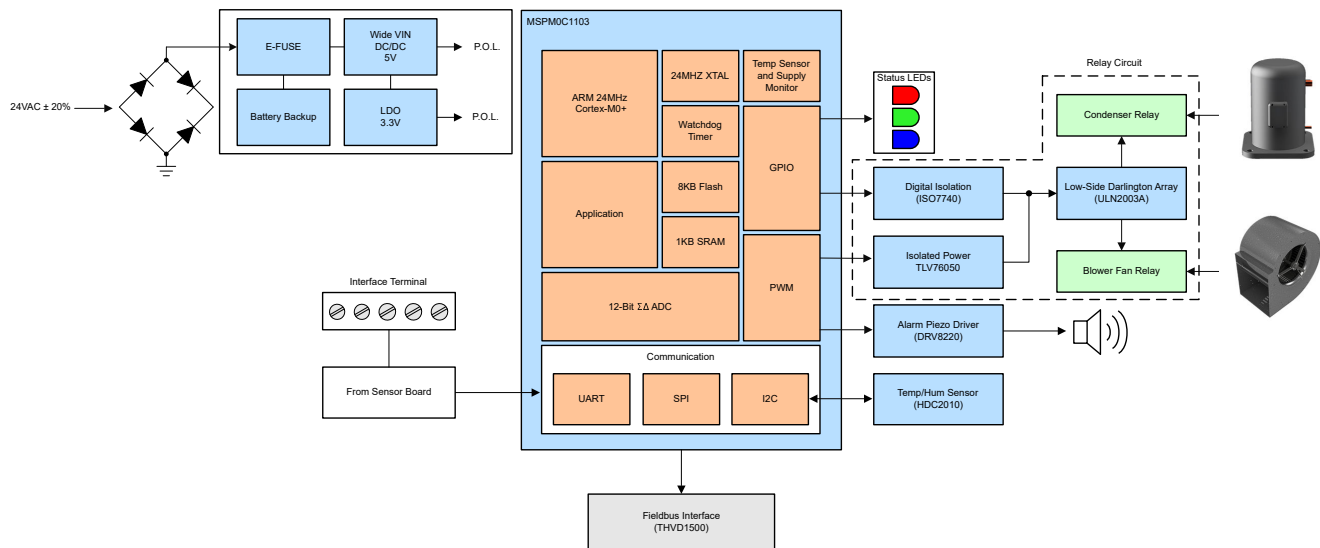 24VAC ± 20%
E-FUSE
Wide VIN
DC/DC
5V
P.O.L.
Battery Backup
LDO
3.3V
P.O.L.
MSPM0C1103
ARM 24MHz
Cortex-M0+
24MHZ XTAL
Temp Sensor
and Supply
Monitor
Watchdog
Timer
GPIO
Application
8KB Flash
1KB SRAM
PWM
12-Bit ΣΔ ADC
Communication
UART
SPI
I2C
Status LEDs
Relay Circuit
Condenser Relay
Digital Isolation
(ISO7740)
Low-Side Darlington Array
(ULN2003A)
Isolated Power
TLV76050
Blower Fan Relay
Alarm Piezo Driver
(DRV8220)
Temp/Hum Sensor
(HDC2010)
Interface Terminal
From Sensor Board
Fieldbus Interface
(THVD1500)